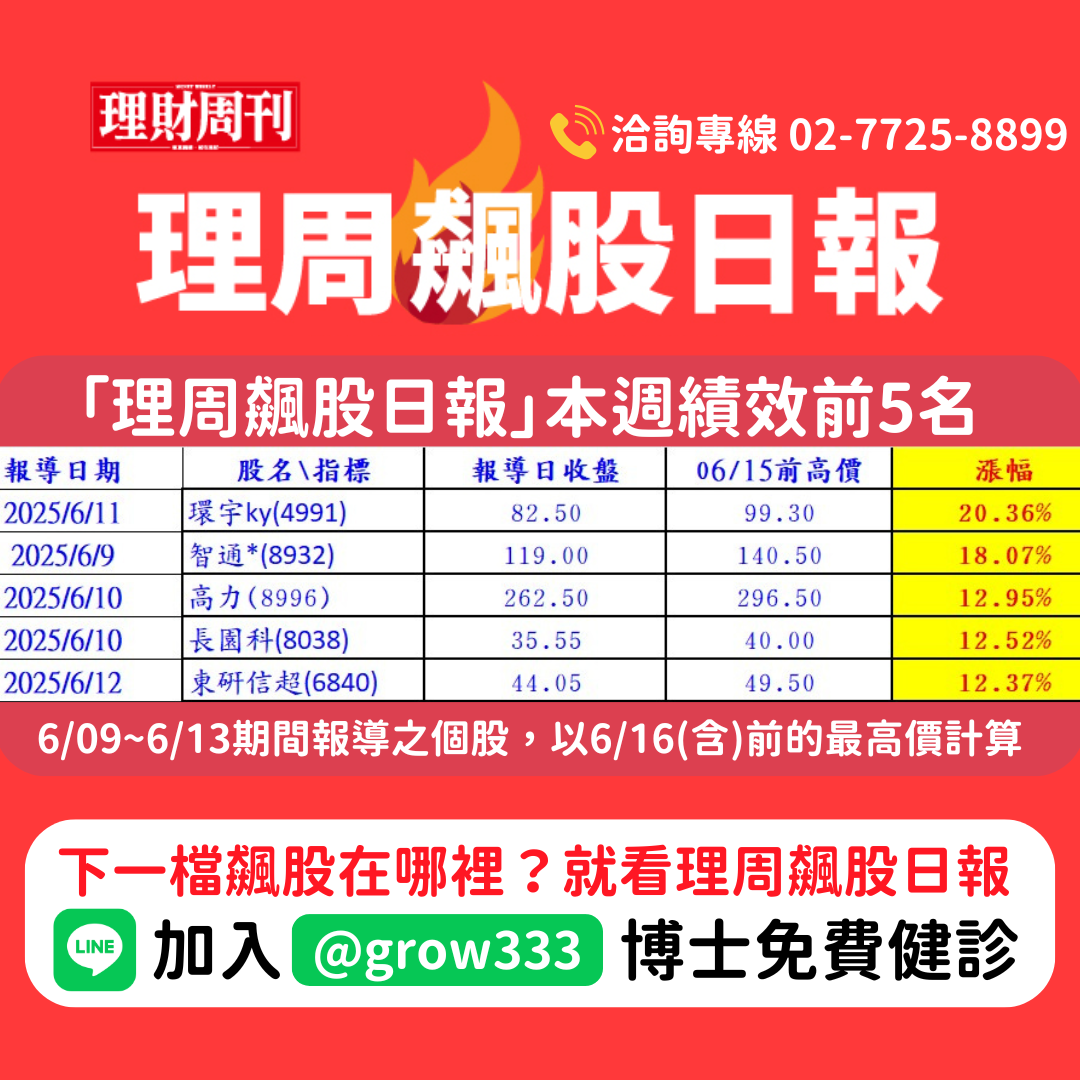 理財周刊
洽詢專線 02-7725-8899
理周飆股日報
「理周飆股日報」本週績效前5名
報導日期 股名\指標 報導日收盤 06/15前高價 漲幅
2025/6/11 環宇ky(4991) 82.50 99.30 20.36%
2025/6/9 智通*(8932) 119.00 140.50 18.07%
2025/6/10 高力(8996) 262.50 296.50 12.95%
2025/6/10 長園科(8038) 35.55 40.00 12.52%
2025/6/12 東研信超(6840) 44.05 49.50 12.37%
6/09~6/13期間報導之個股，以6/16(含)前的最高價計算
下一檔飆股在哪裡？就看理周飆股日報
LINE 加入 @grow333 博士免費健診